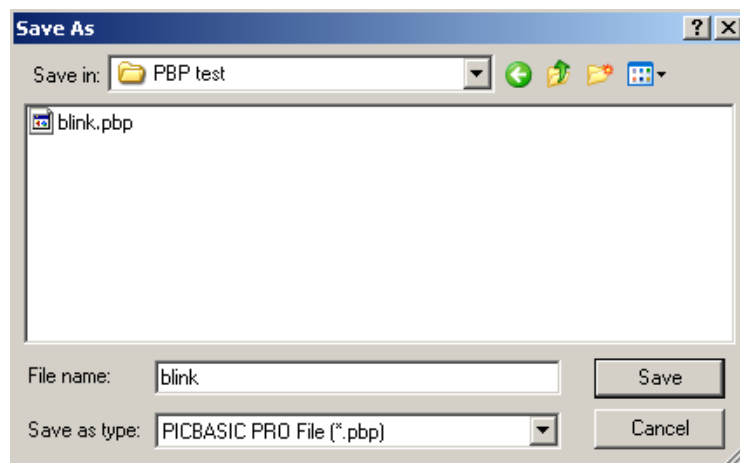 Save As
Save in: PBP test
blink.pbp
File name: blink Save
Save as type: PICBASIC PRO File (*.pbp) Cancel